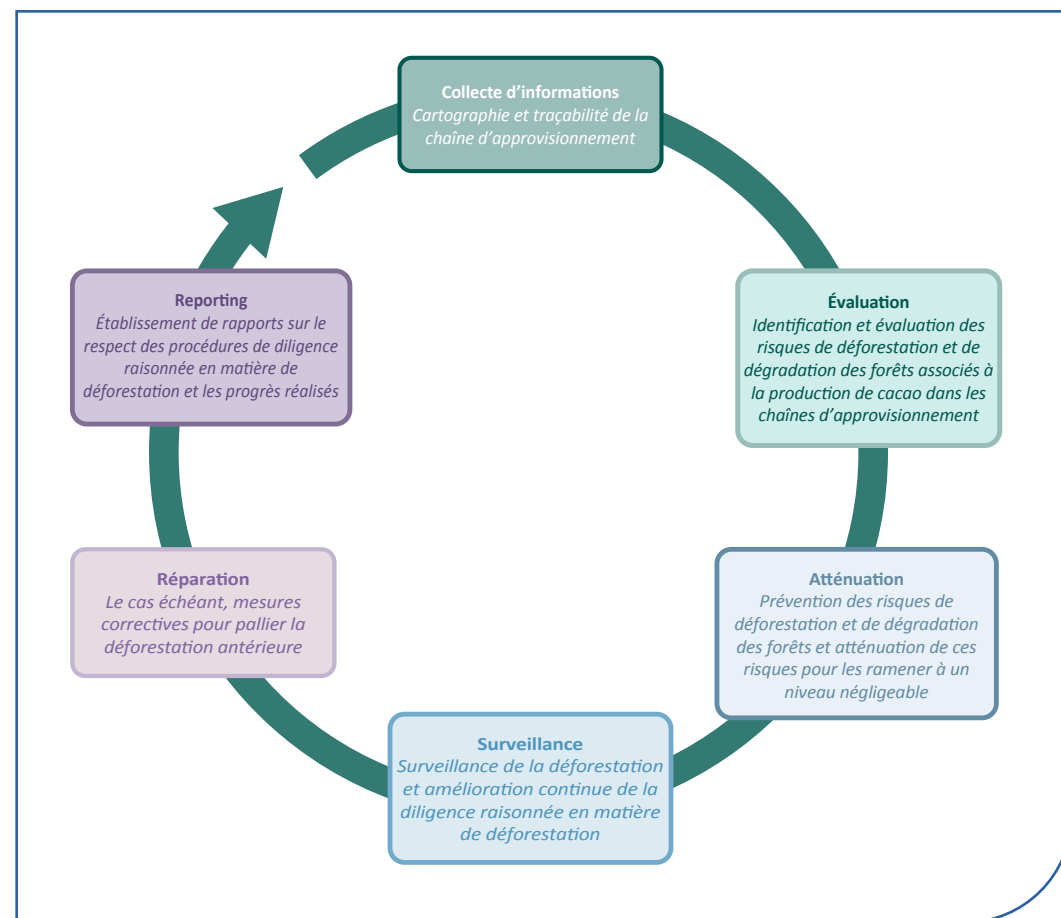 Collecte d’informations
Cartographie et traçabilité de la
chaîne d’approvisionnement
Évaluation
Identification et évaluation des
risques de déforestation et de
dégradation des forêts associés à
la production de cacao dans les
chaînes d’approvisionnement
Atténuation
Prévention des risques de
déforestation et de dégradation
des forêts et atténuation de ces
risques pour les ramener à un
niveau négligeable
Surveillance
Surveillance de la déforestation
et amélioration continue de la
diligence raisonnée en matière
de déforestation
Réparation
Le cas échéant, mesures
correctives pour pallier la
déforestation antérieure
Reporting
Établissement de rapports sur le
respect des procédures de diligence
raisonnée en matière de
déforestation et les progrès réalisés